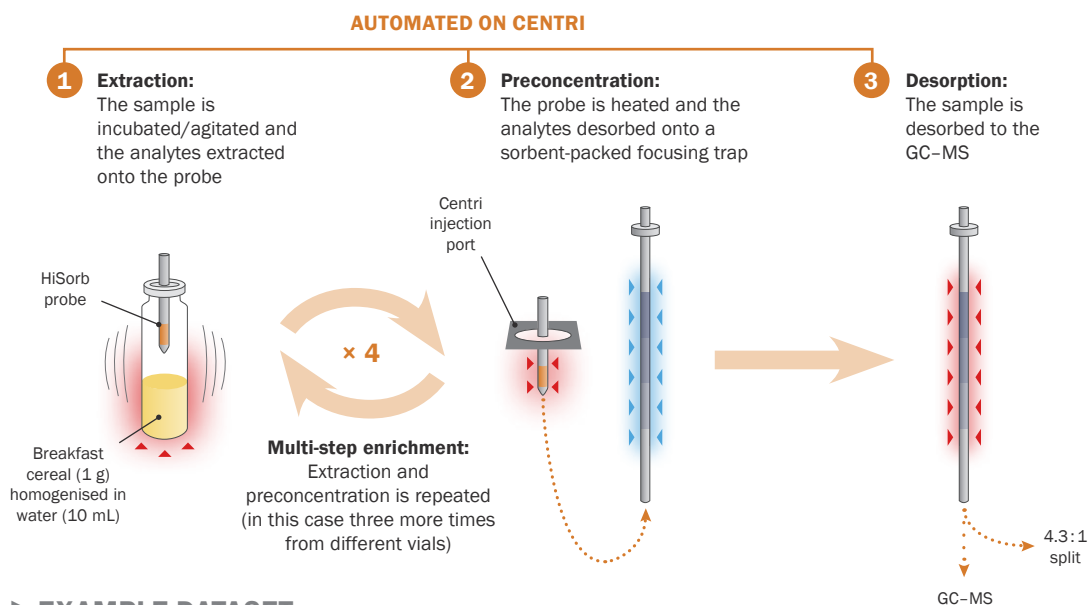 AUTOMATED ON CENTRI
1
Extraction:
The sample is
incubated/agitated and
the analytes extracted
onto the probe
2
Preconcentration:
The probe is heated and the
analytes desorbed onto a
sorbent-packed focusing trap
3
Desorption:
The sample is
desorbed to the
GC–MS
HiSorb
probe
Breakfast
cereal (1 g)
homogenised in
water (10 mL)
× 4
Multi-step enrichment:
Extraction and
preconcentration is repeated
(in this case three more times
from different vials)
Centri
injection
port
4.3:1
split
GC–MS
EXAMPLE DATASET